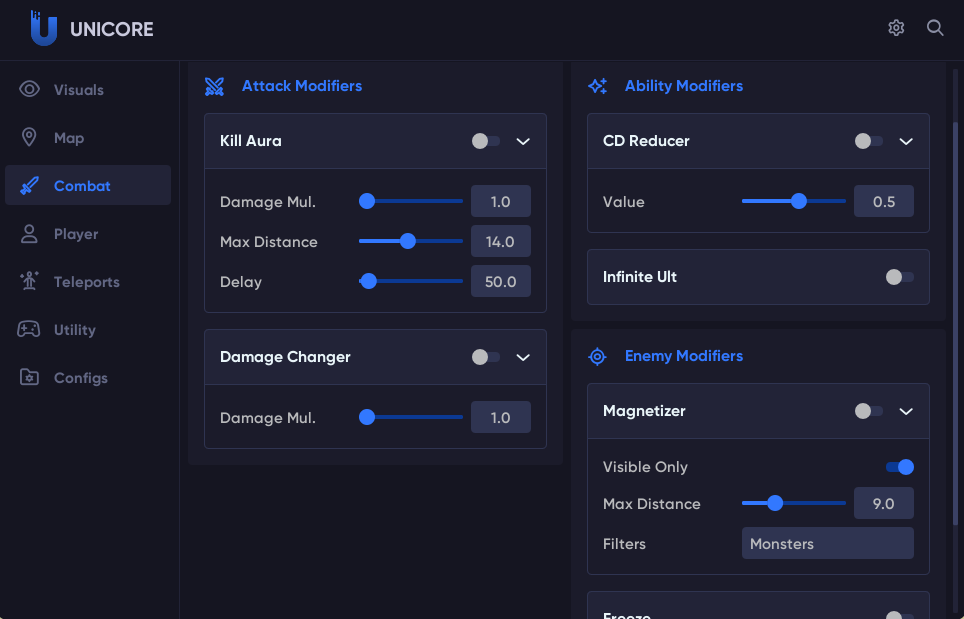 UNICORE
Visuals
Map
Combat
Player
Teleports
Utility
Configs
Attack Modifiers
Kill Aura
Damage Mul. 1.0
Max Distance 14.0
Delay 50.0
Damage Changer
Damage Mul. 1.0
Ability Modifiers
CD Reducer
Value 0.5
Infinite Ult
Enemy Modifiers
Magnetizer
Visible Only
Max Distance 9.0
Filters Monsters
Freeze